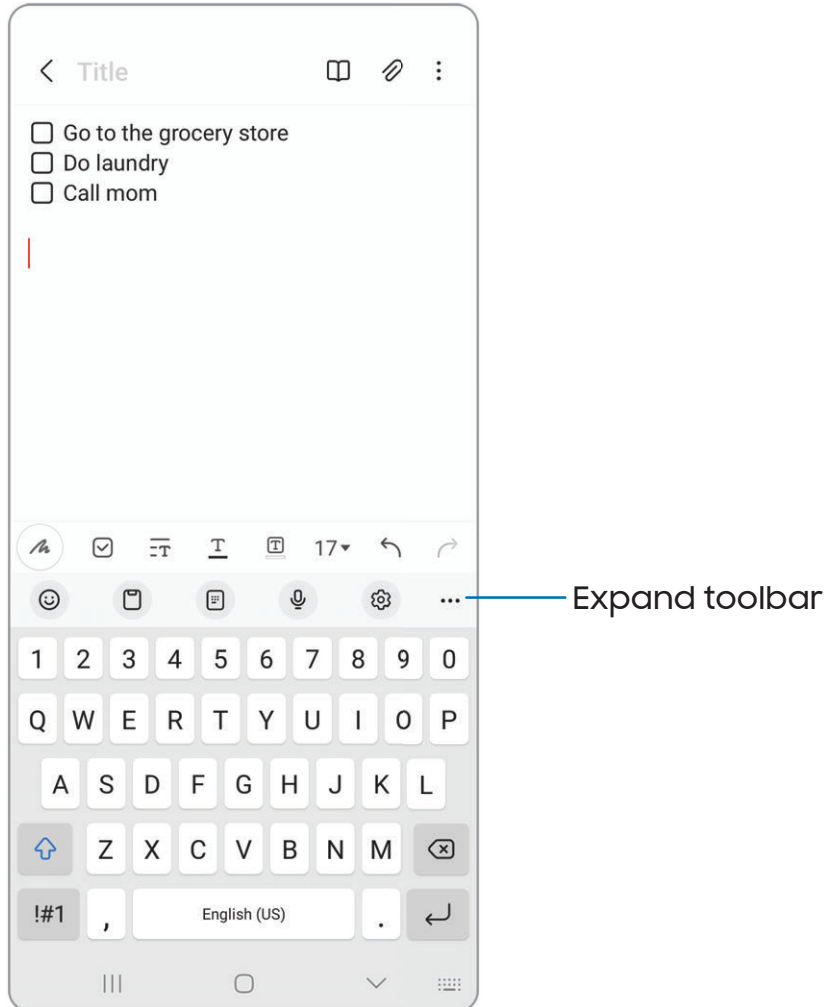 Title
Go to the grocery store
Do laundry
Call mom
T T T 17
Expand toolbar
1 2 3 4 5 6 7 8 9 0
Q W E R T Y U I O P
A S D F G H J K L
Z X C V B N M
!#1 , English (US) .